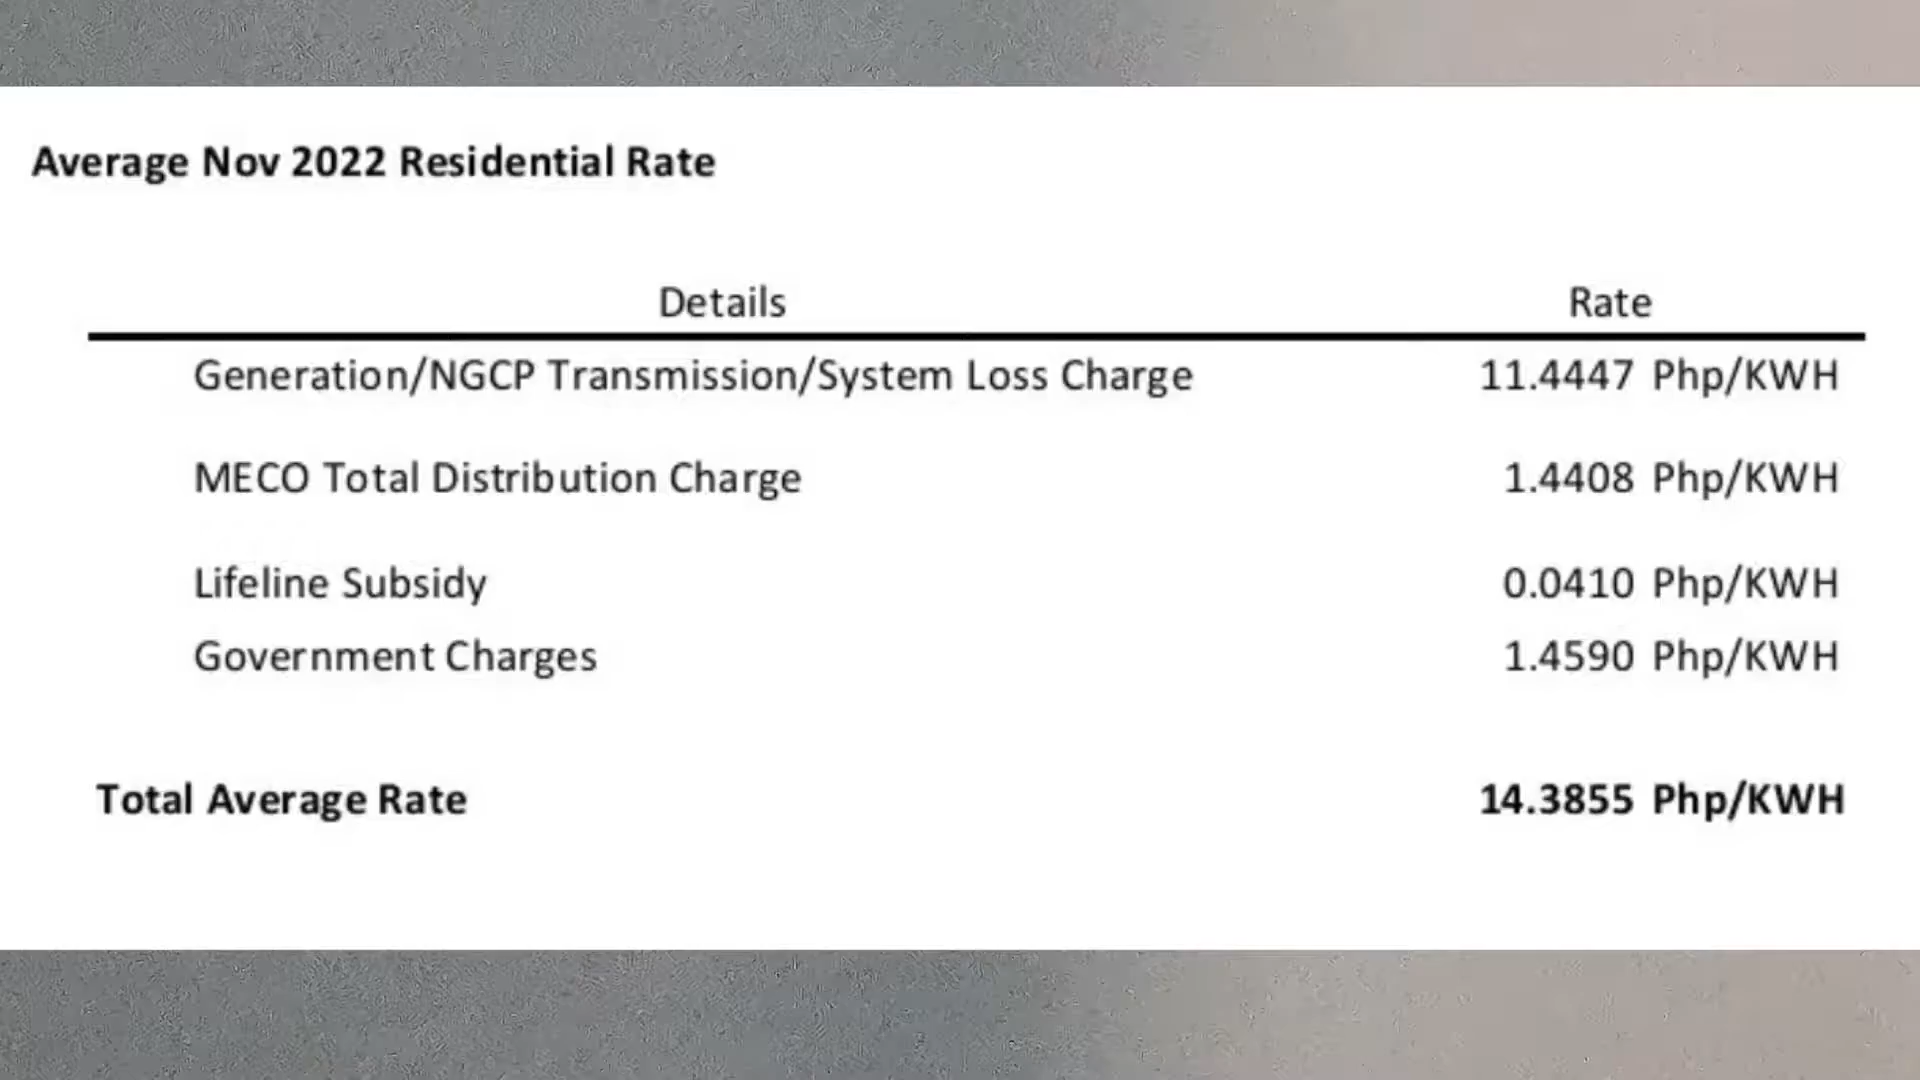 Average Nov 2022 Residential Rate
Details Rate
Generation/NGCP Transmission/System Loss Charge 11.4447 Php/KWH
MECO Total Distribution Charge 1.4408 Php/KWH
Lifeline Subsidy 0.0410 Php/KWH
Government Charges 1.4590 Php/KWH
Total Average Rate 14.3855 Php/KWH